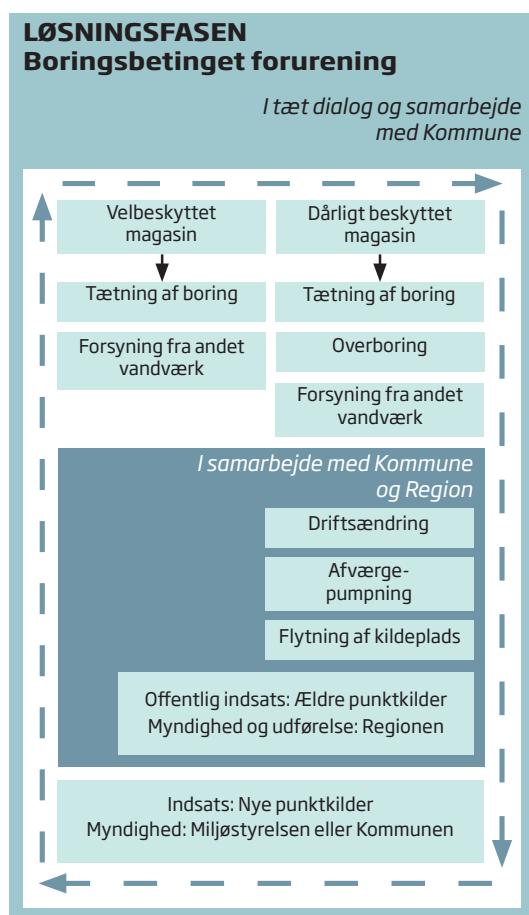 LØSNINGSFASEN
Boringsbetinget forurening
I tæt dialog og samarbejde
med Kommune
Velbeskyttet
magasin
Tætning af boring
Forsyning fra andet
vandværk
Dårligt beskyttet
magasin
Tætning af boring
Overboring
Forsyning fra andet
vandværk
I samarbejde med Kommune
og Region
Driftsændring
Afværge-
pumpning
Flytning af kildeplads
Offentlig indsats: Ældre punktkilder
Myndighed og udførelse: Regionen
Indsats: Nye punktkilder
Myndighed: Miljøstyrelsen eller Kommunen